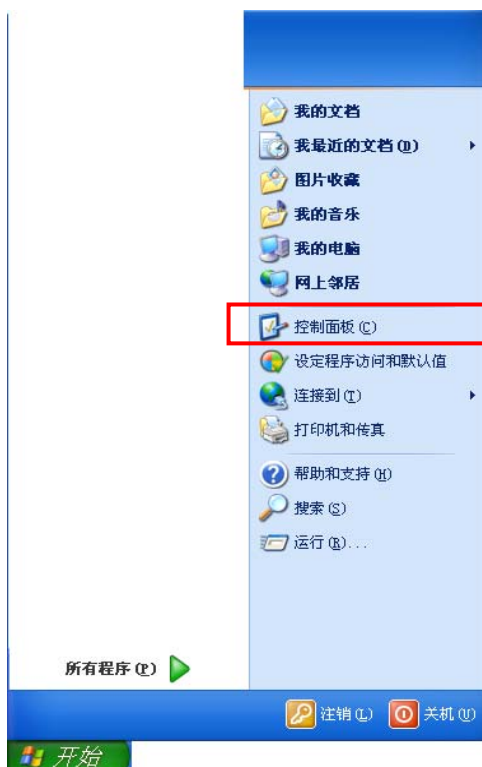 我的文档
我最近的文档(D)
图片收藏
我的音乐
我的电脑
网上邻居
控制面板(C)
设定程序访问和默认值
连接到(T)
打印机和传真
帮助和支持(H)
搜索(S)
运行(R)...
所有程序(P)
注销(L) 关机(U)
开始